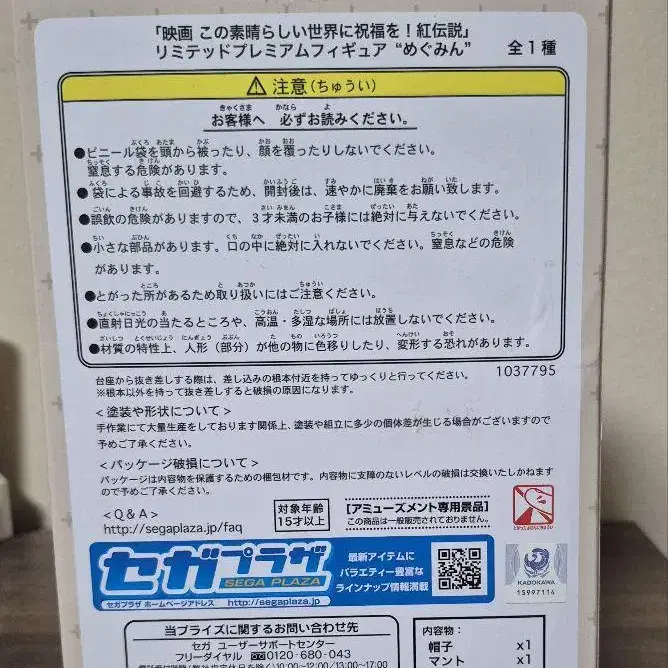 「映画 この素晴らしい世界に祝福を！紅伝説」
リミテッドプレミアムフィギュア “めぐみん”
全１種
注意（ちゅうい）
お客様へ 必ずお読みください。
●ビニール袋を頭から被ったり、顔を覆ったりしないでください。
窒息する危険があります。
●袋による事故を回避するため、開封後は、速やかに廃棄をお願い致します。
●誤飲の危険がありますので、３才未満のお子様には絶対に与えないでください。
●小さな部品があります。口の中に絶対に入れないでください。窒息などの危険
があります。
●とがった所があるため取り扱いにはご注意ください。
●直射日光の当たるところや、高温・多湿な場所には放置しないでください。
●材質の特性上、人形（部分）が他の物に色移りしたり、変形する恐れがあります。
台座から抜き差しする際は、差し込みの根本付近を持ってゆっくりと行ってください。
※根本以外を持って抜き差しすると破損の原因になります。
1037795
＜塗装や形状について＞
手作業にて大量生産をしております関係上、塗装や組立に多少の個体差が生じる場合がございますので
予めご了承ください。
＜パッケージ破損について＞
パッケージは内容物を保護するための梱包材です。内容物に支障のないレベルの破損は交換いたしかねます
ので予めご了承ください。
＜Q＆A＞
http://segaplaza.jp/faq
対象年齢
15才以上
【アミューズメント専用景品】
この商品は一般販売されておりません。
セガプラザ
SEGA PLAZA
セガプラザ ホームページアドレス http://segaplaza.jp
最新アイテムに
バラエティー豊富な
ラインナップ情報満載
KADOKAWA
15997114
当プライズに関するお問い合わせ先
セガ ユーザーサポートセンター
フリーダイヤル 0120-680-043
内容物：
帽子 x1
マント x1